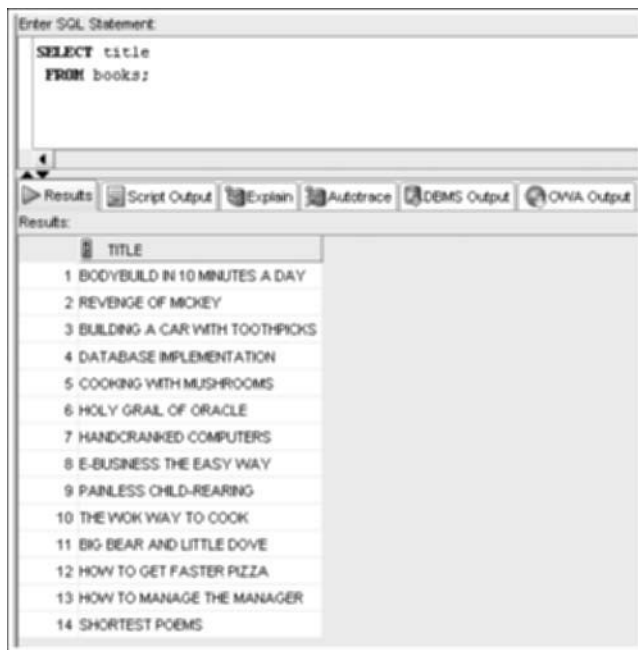 Enter SQL Statement:
SELECT title
FROM books;
Results Script Output Explain Autotrace DBMS Output OWA Output
Results:
TITLE
1 BODYBUILD IN 10 MINUTES A DAY
2 REVENGE OF MICKEY
3 BUILDING A CAR WITH TOOTHPICKS
4 DATABASE IMPLEMENTATION
5 COOKING WITH MUSHROOMS
6 HOLY GRAIL OF ORACLE
7 HANDCRANKED COMPUTERS
8 E-BUSINESS THE EASY WAY
9 PAINLESS CHILD-REARING
10 THE WOK WAY TO COOK
11 BIG BEAR AND LITTLE DOVE
12 HOW TO GET FASTER PIZZA
13 HOW TO MANAGE THE MANAGER
14 SHORTEST POEMS